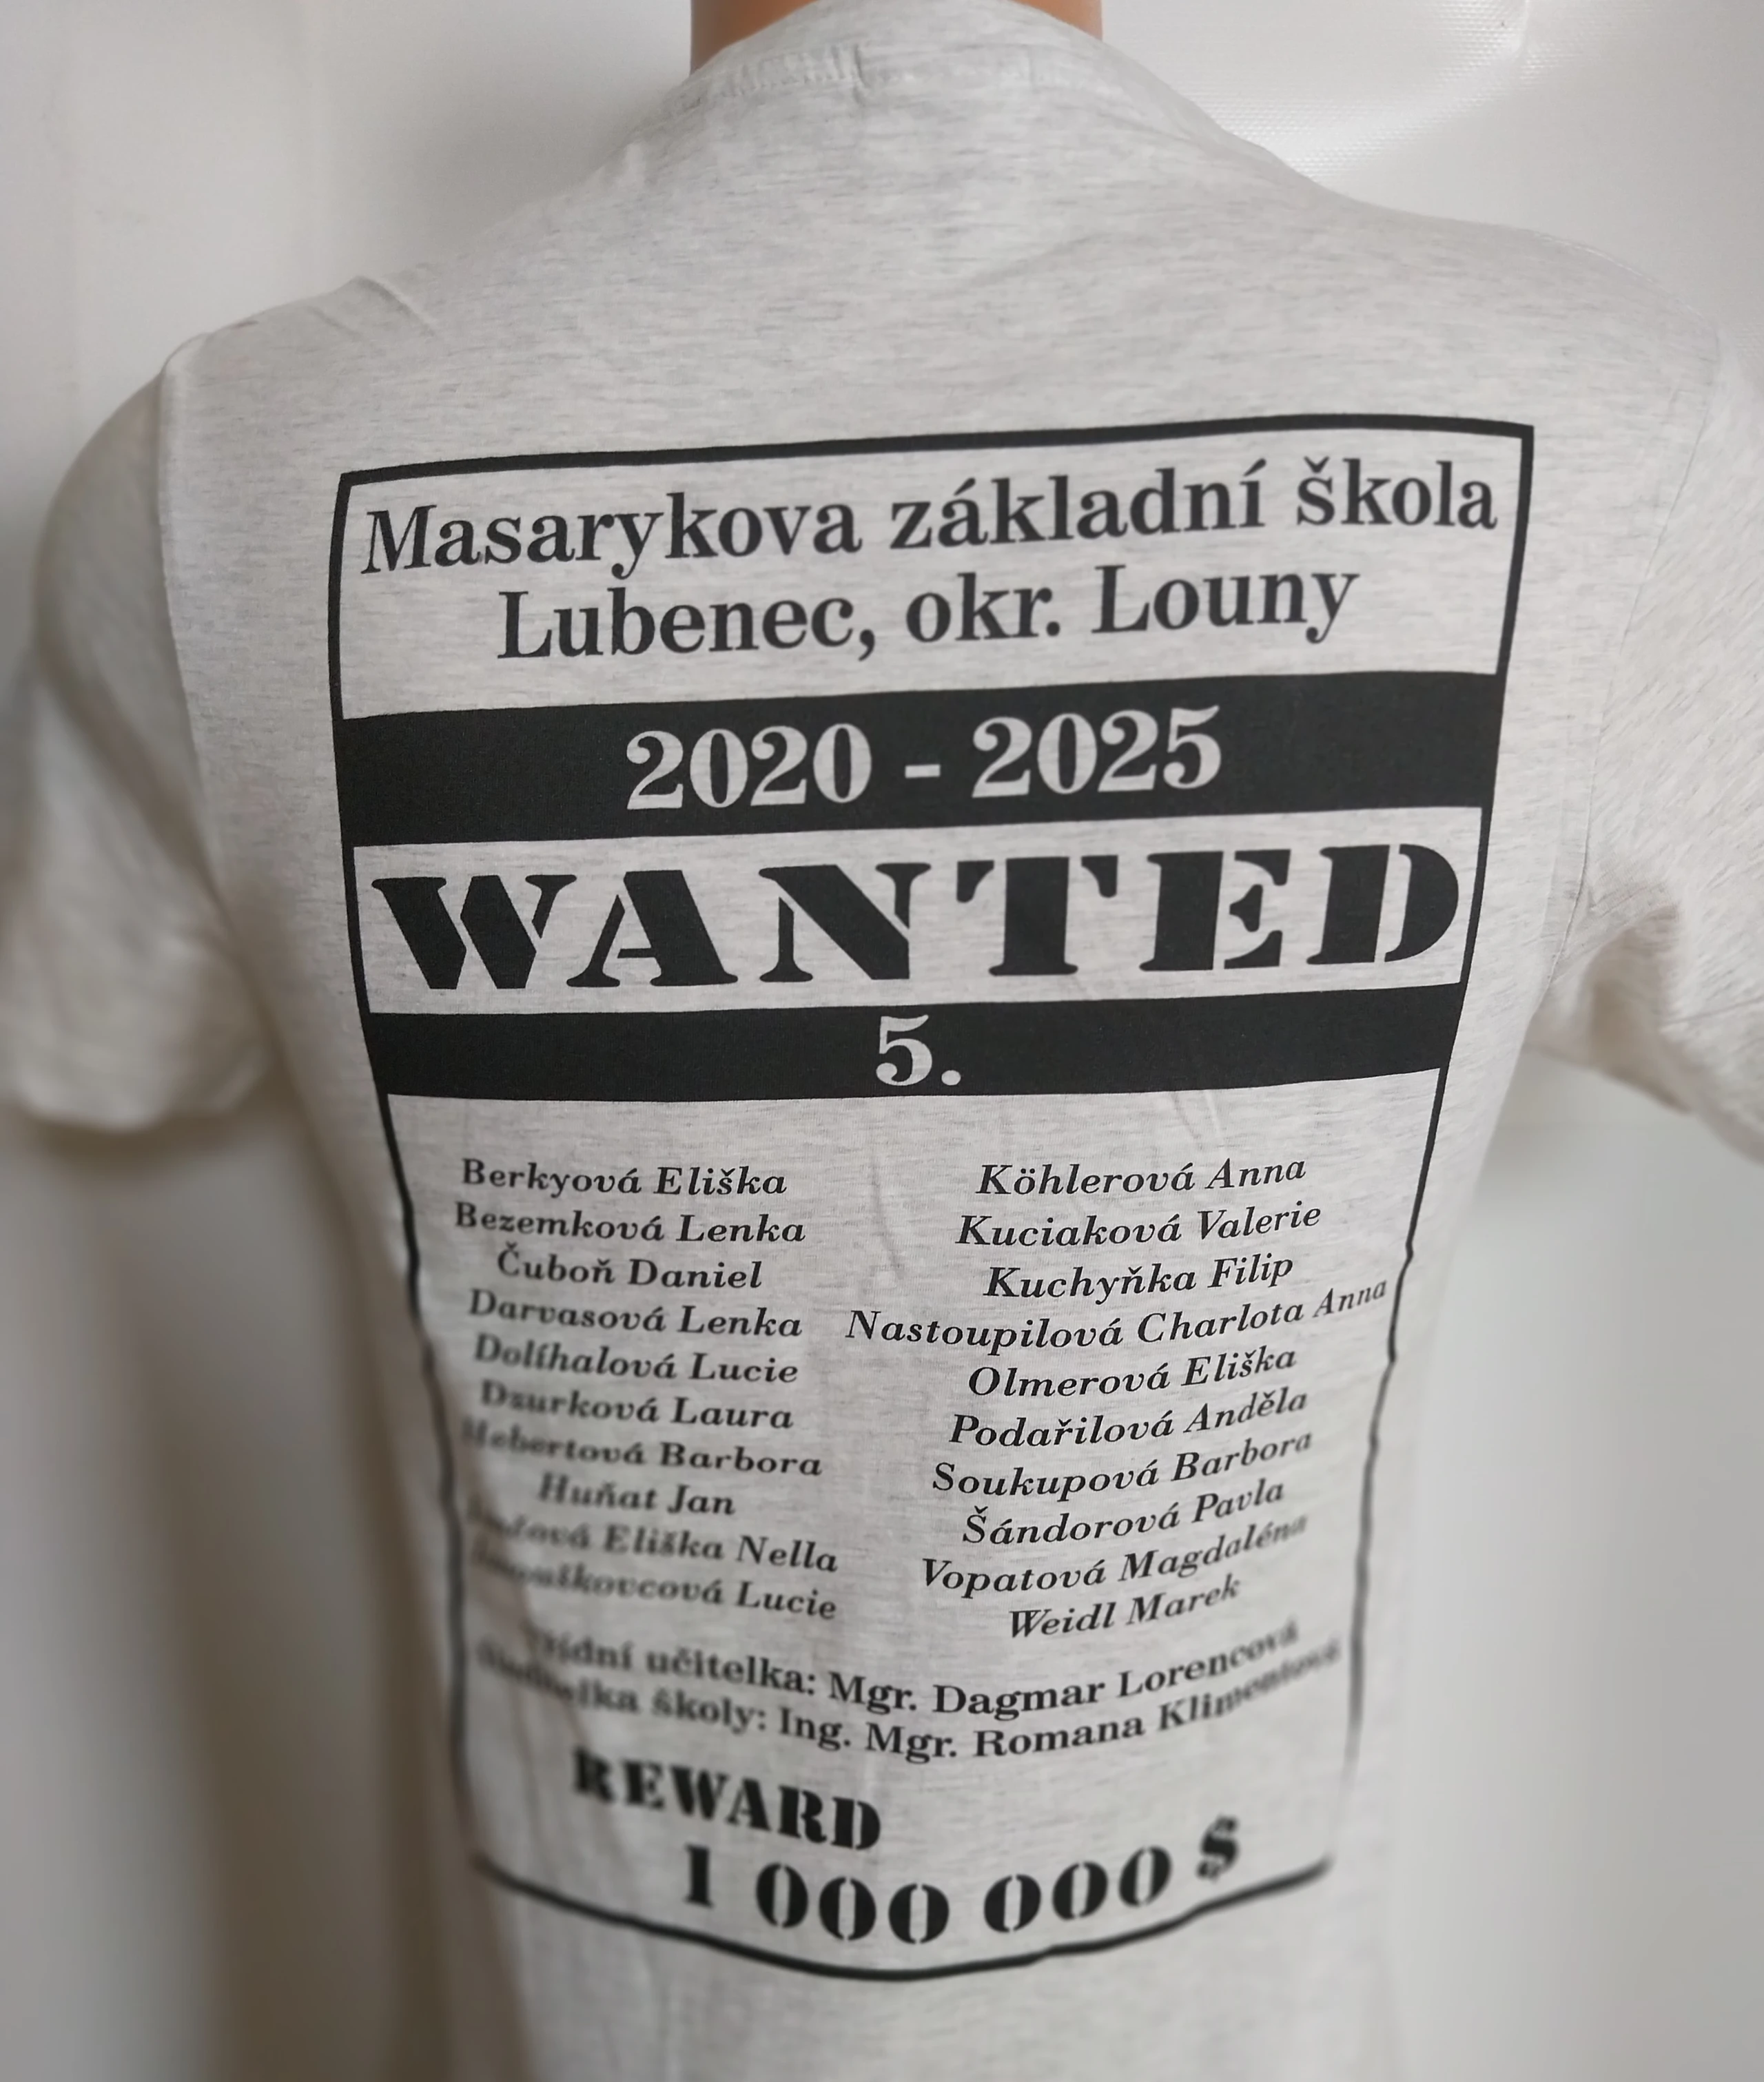 Masarykova základní škola
Lubenec, okr. Louny
2020 - 2025
WANTED
5.
Berkyová Eliška
Bezemková Lenka
Čuboň Daniel
Darvasová Lenka
Dolíhalová Lucie
Dzurková Laura
Hebertová Barbora
Huňat Jan
Eliška Nella
Lucie
Köhlerová Anna
Kuciaková Valerie
Kuchyňka Filip
Nastoupilová Charlota Anna
Olmerová Eliška
Podařilová Anděla
Soukupová Barbora
Šándorová Pavla
Vopatová Magdaléna
Weidl Marek
učitelka: Mgr. Dagmar Lorencová
školy: Ing. Mgr. Romana Klimentová
REWARD
1 000 000 $